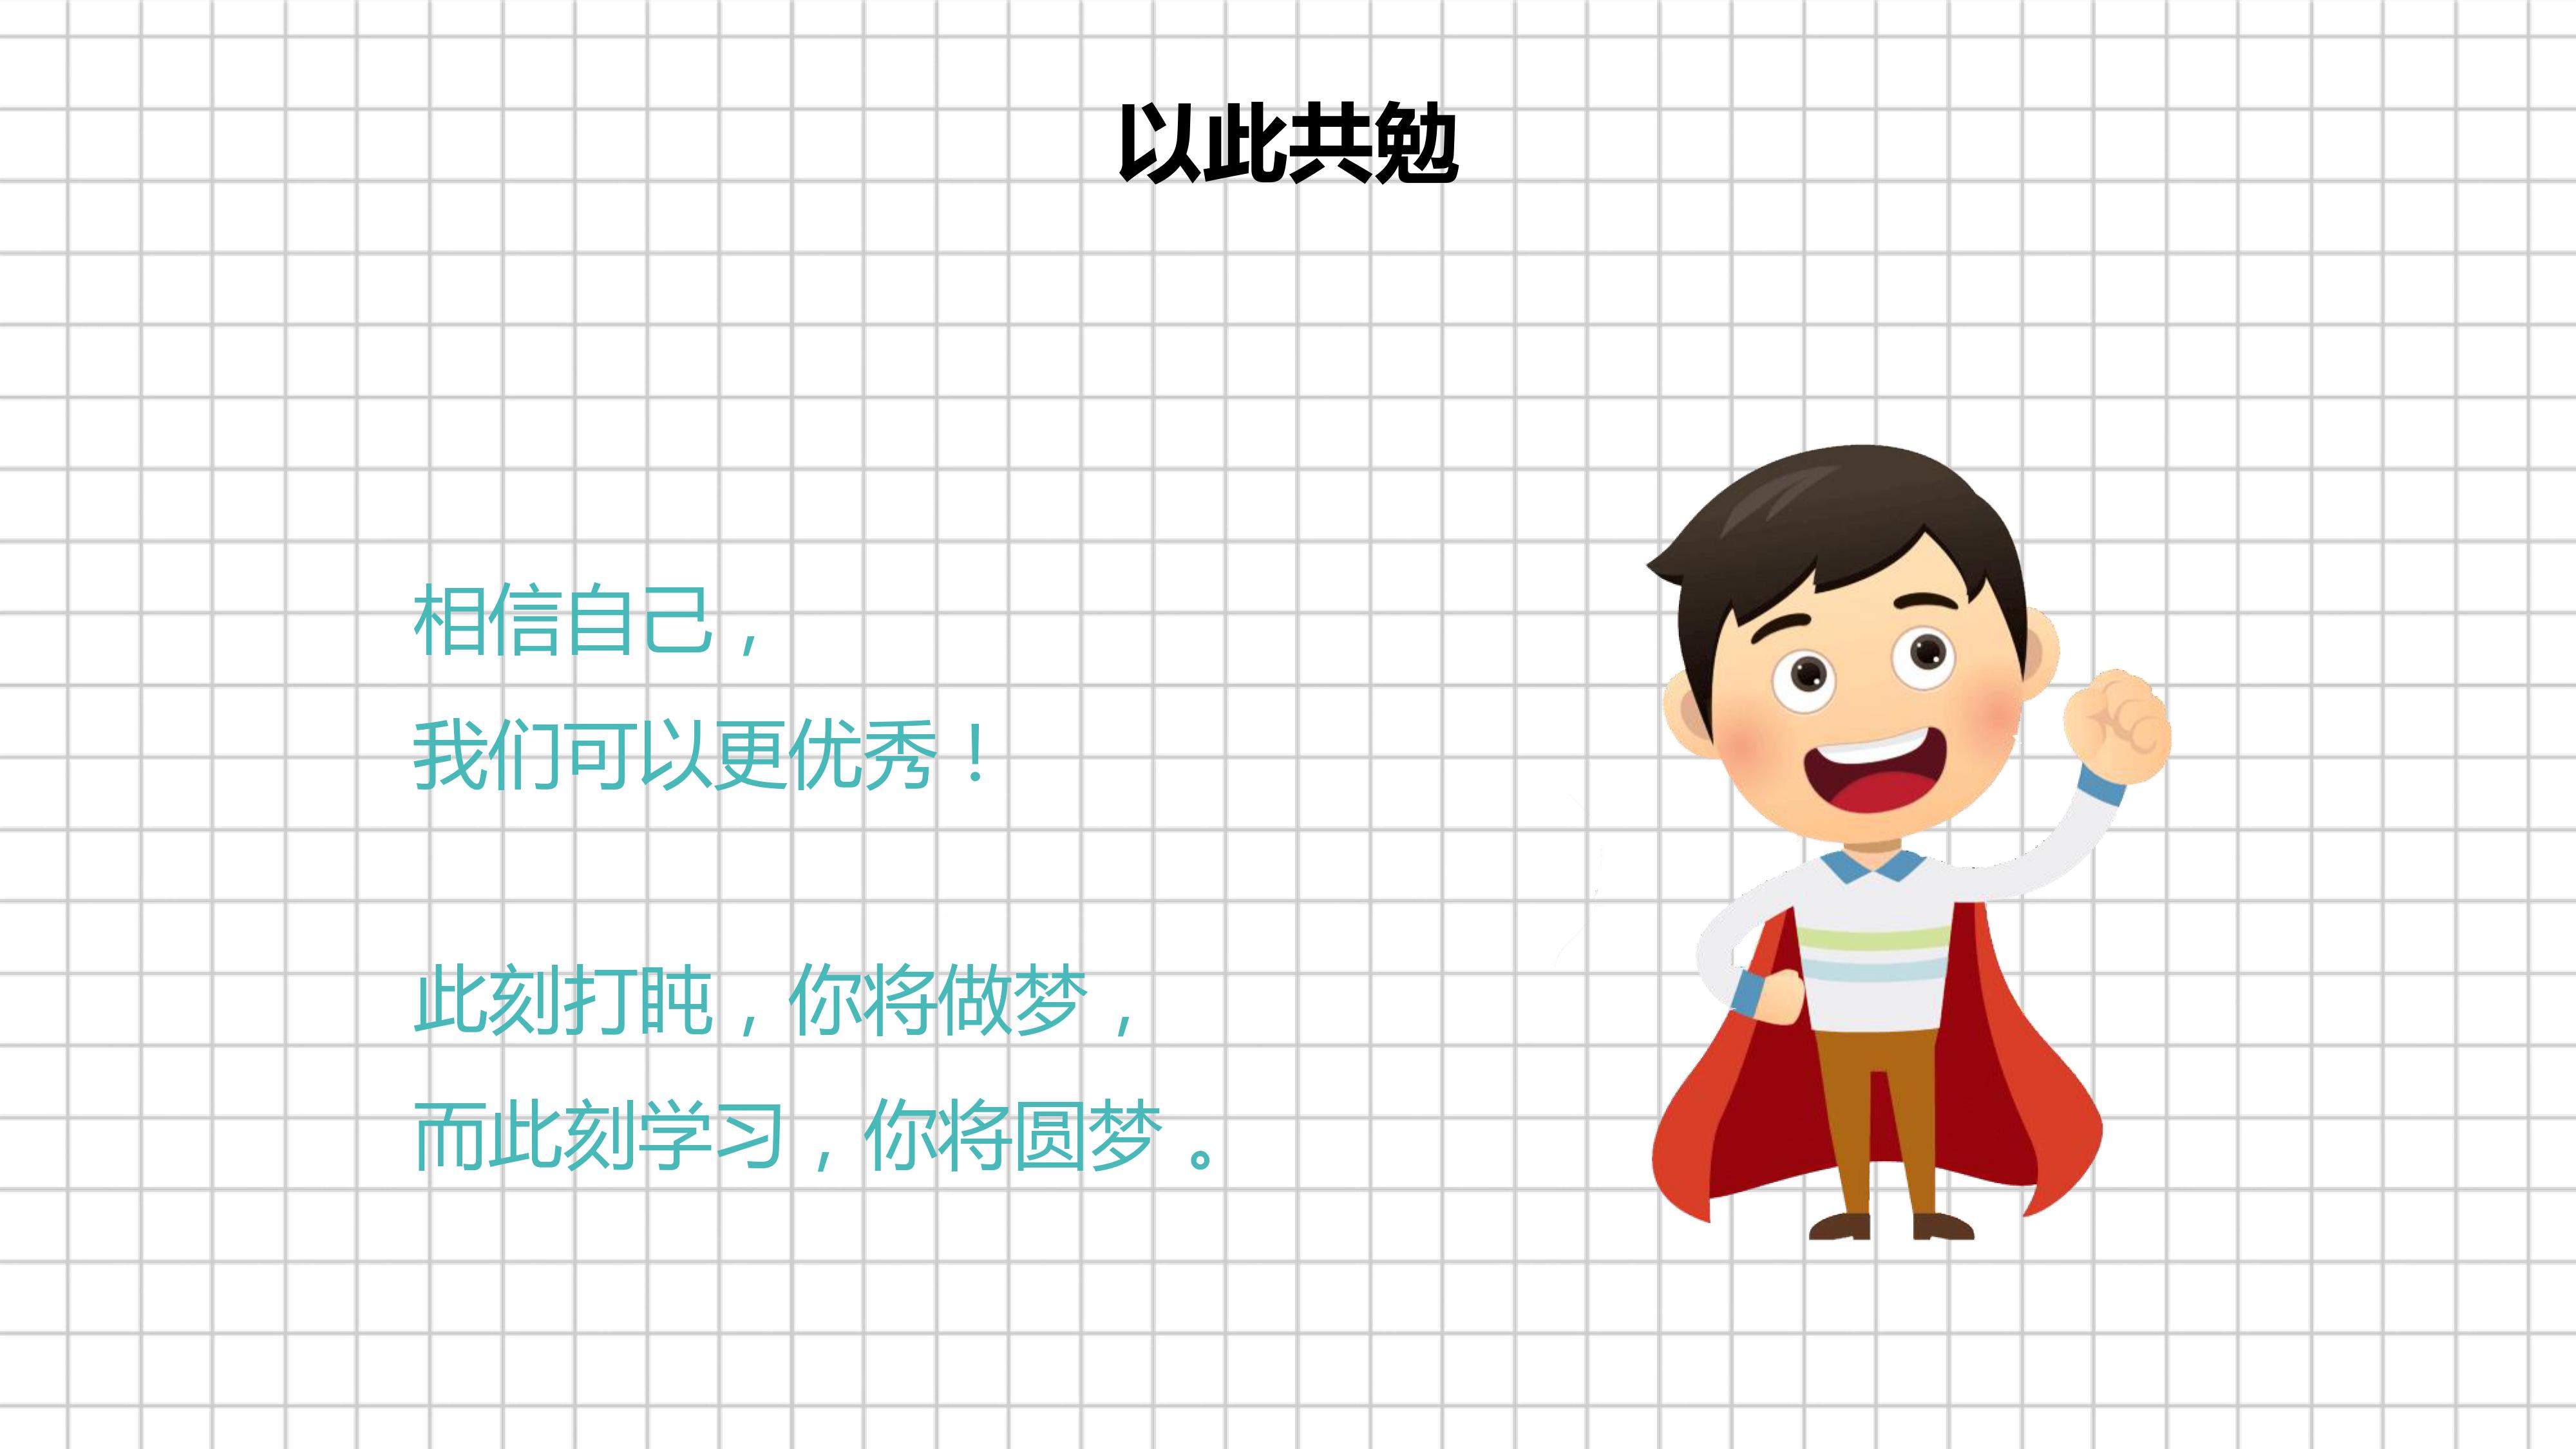 以此共勉
相信自己，
我们可以更优秀！
此刻打盹，你将做梦，
而此刻学习，你将圆梦。